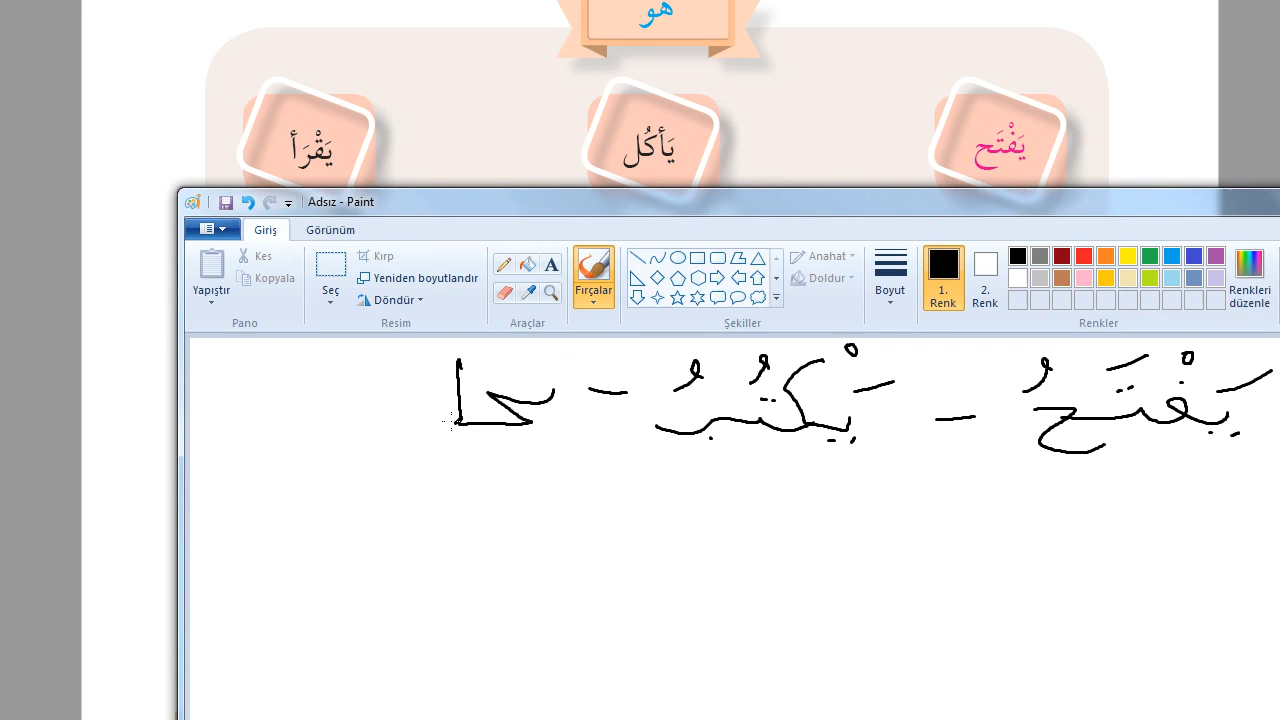 هو
يَفْتَح يَأكُل يَقْرَأ
Adsız - Paint
Giriş Görünüm
Yapıştır Kes Kopyala Seç Kırp Yeniden boyutlandır Döndür A Fırçalar Anahat Doldur Boyut 1. Renk 2. Renk Renkleri düzenle
Pano Resim Araçlar Şekiller Renkler
يَفْتَحُ - يَكْتُبُ -